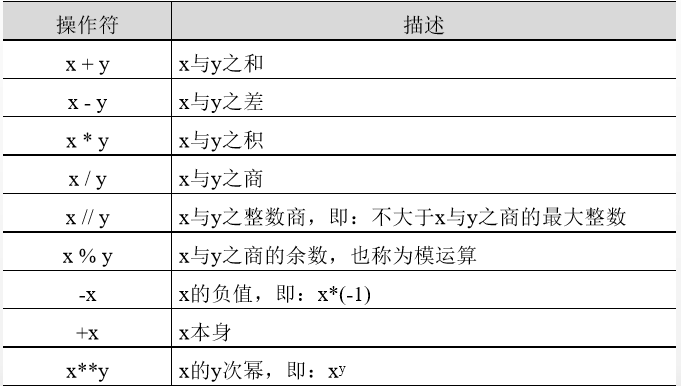 操作符 描述
x + y x与y之和
x - y x与y之差
x * y x与y之积
x / y x与y之商
x // y x与y之整数商，即：不大于x与y之商的最大整数
x % y x与y之商的余数，也称为模运算
-x x的负值，即：x*(-1)
+x x本身
x**y x的y次幂，即：xʸ